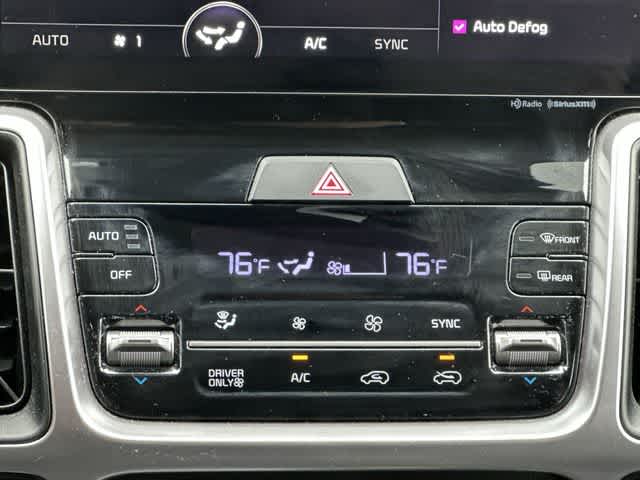 AUTO 1 A/C SYNC Auto Defog
HD Radio ((SiriusXM))
AUTO 76°F 76°F FRONT
OFF REAR
SYNC
DRIVER ONLY A/C